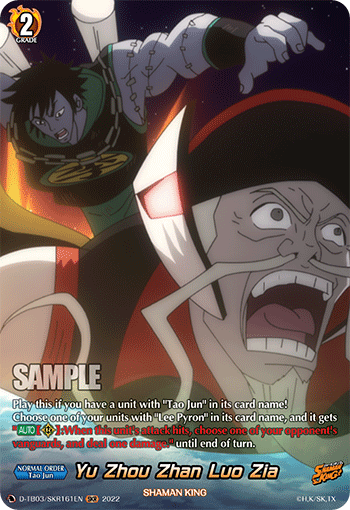 2
GRADE
SAMPLE
Play this if you have a unit with "Tao Jun" in its card name!
Choose one of your units with "Lee Pyron" in its card name, and it gets
"AUTO:When this unit's attack hits, choose one of your opponent's
vanguards, and deal one damage." until end of turn.
NORMAL ORDER
Tao Jun
Yu Zhou Zhan Luo Zia
D-TB03/SKR161EN SKR 2022
SHAMAN KING
SHAMAN KING
©H,K/SK,TX